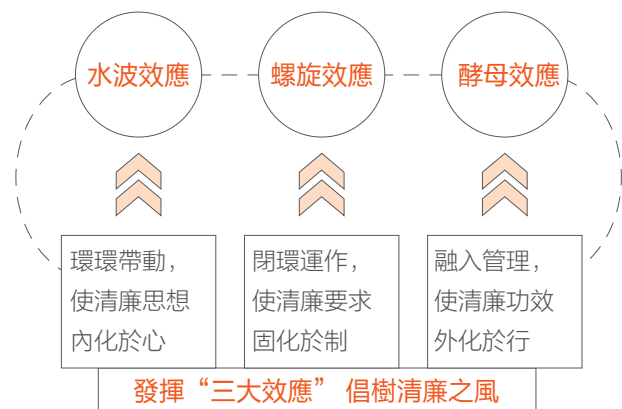 水波效應
螺旋效應
酵母效應
環環帶動，
使清廉思想
內化於心
閉環運作，
使清廉要求
固化於制
融入管理，
使清廉功效
外化於行
發揮“三大效應” 倡樹清廉之風